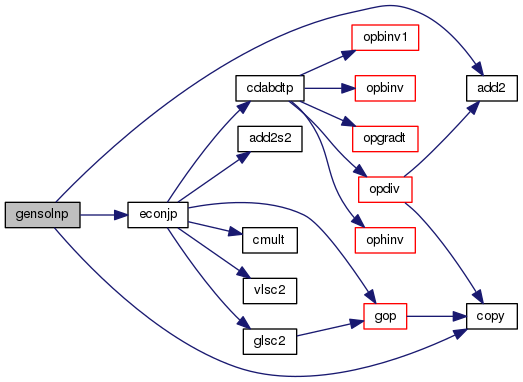 opbinv1
cdabdtp
opbinv
add2
add2s2
opgradt
opdiv
gensolnp
econjp
cmult
ophinv
vlsc2
gop
copy
glsc2